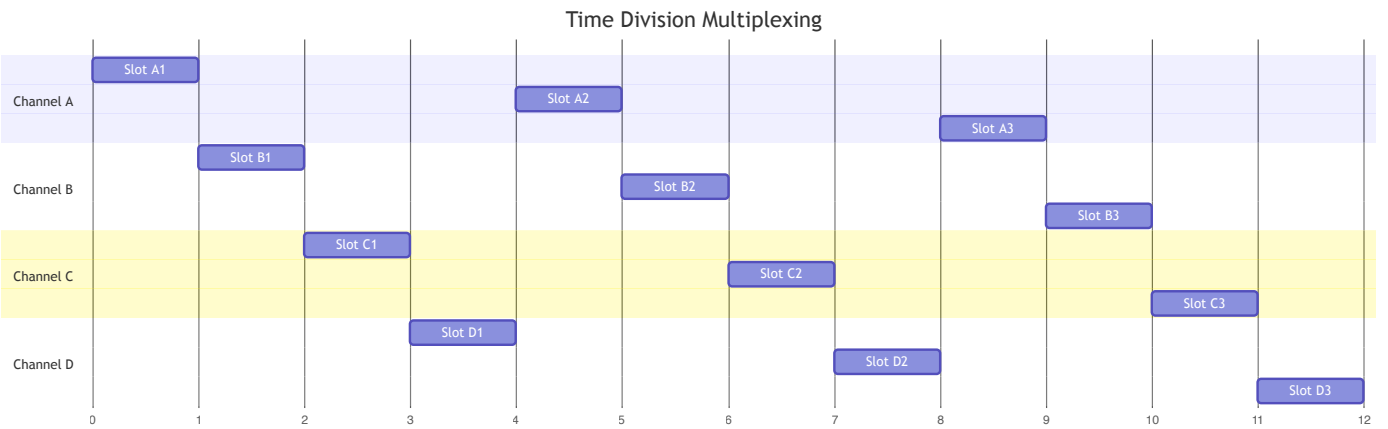 Time Division Multiplexing
Slot A1
Channel A
Slot A2
Slot A3
Slot B1
Channel B
Slot B2
Slot B3
Slot C1
Channel C
Slot C2
Slot C3
Slot D1
Channel D
Slot D2
Slot D3
0 1 2 3 4 5 6 7 8 9 10 11 12